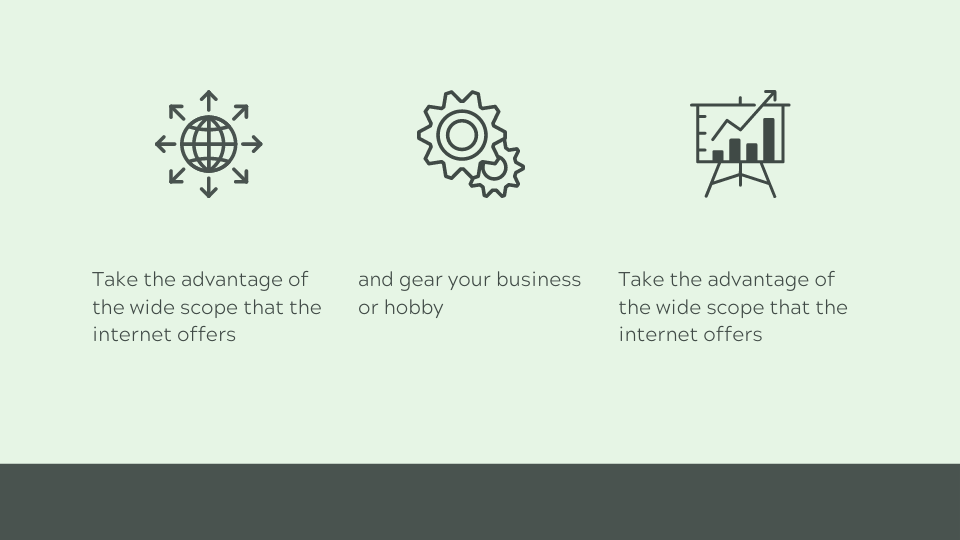 Take the advantage of
the wide scope that the
internet offers
and gear your business
or hobby
Take the advantage of
the wide scope that the
internet offers